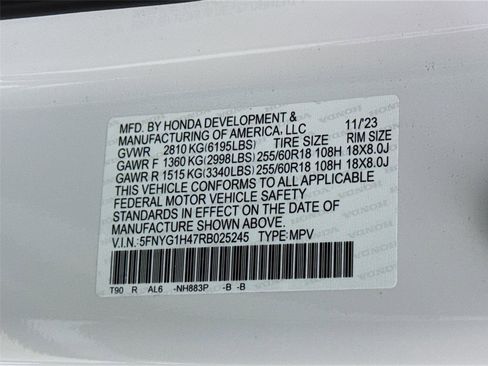 MFD. BY HONDA DEVELOPMENT & 11/23
MANUFACTURING OF AMERICA, LLC
GVWR 2810 KG(6195LBS) TIRE SIZE RIM SIZE
GAWR F 1360 KG(2998LBS) 255/60R18 108H 18X8.0J
GAWR R 1515 KG(3340LBS) 255/60R18 108H 18X8.0J
THIS VEHICLE CONFORMS TO ALL APPLICABLE
FEDERAL MOTOR VEHICLE SAFETY
STANDARDS IN EFFECT ON THE DATE OF
MANUFACTURE SHOWN ABOVE.
V.I.N.:5FNYG1H47RB025245 TYPE:MPV
T90 R AL6 -NH883P -B -B